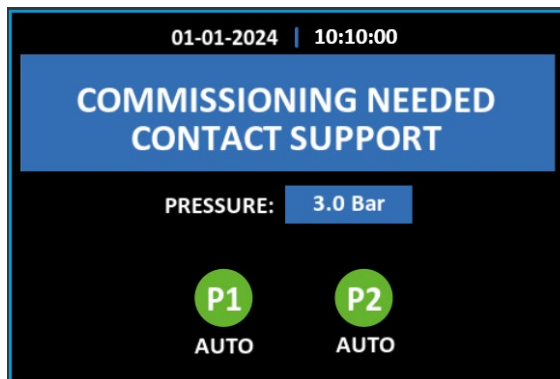 01-01-2024 | 10:10:00
COMMISSIONING NEEDED
CONTACT SUPPORT
PRESSURE: 3.0 Bar
P1 P2
AUTO AUTO